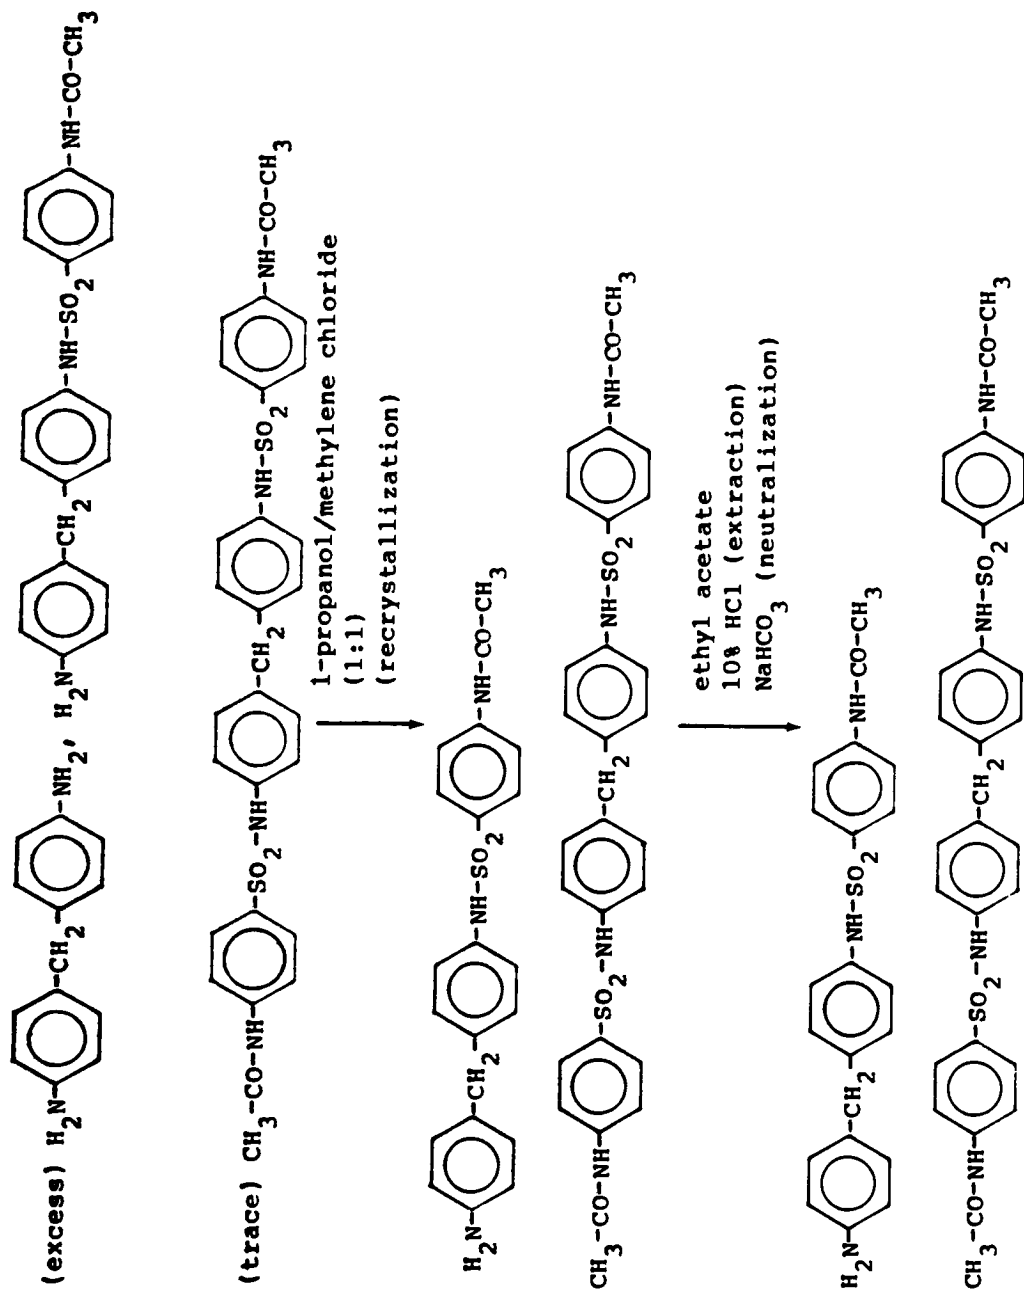 (excess) H2N-CH2-NH2, H2N-CH2-NH-SO2-NH-CO-CH3
(trace) CH3-CO-NH-SO2-NH-CH2-NH-SO2-NH-CO-CH3
1-propanol/methylene chloride
(1:1)
(recrystallization)
H2N-CH2-NH-SO2-NH-CO-CH3
CH3-CO-NH-SO2-NH-CH2-NH-SO2-NH-CO-CH3
ethyl acetate
10% HCl (extraction)
NaHCO3 (neutralization)
H2N-CH2-NH-SO2-NH-CO-CH3
CH3-CO-NH-SO2-NH-CH2-NH-SO2-NH-CO-CH3